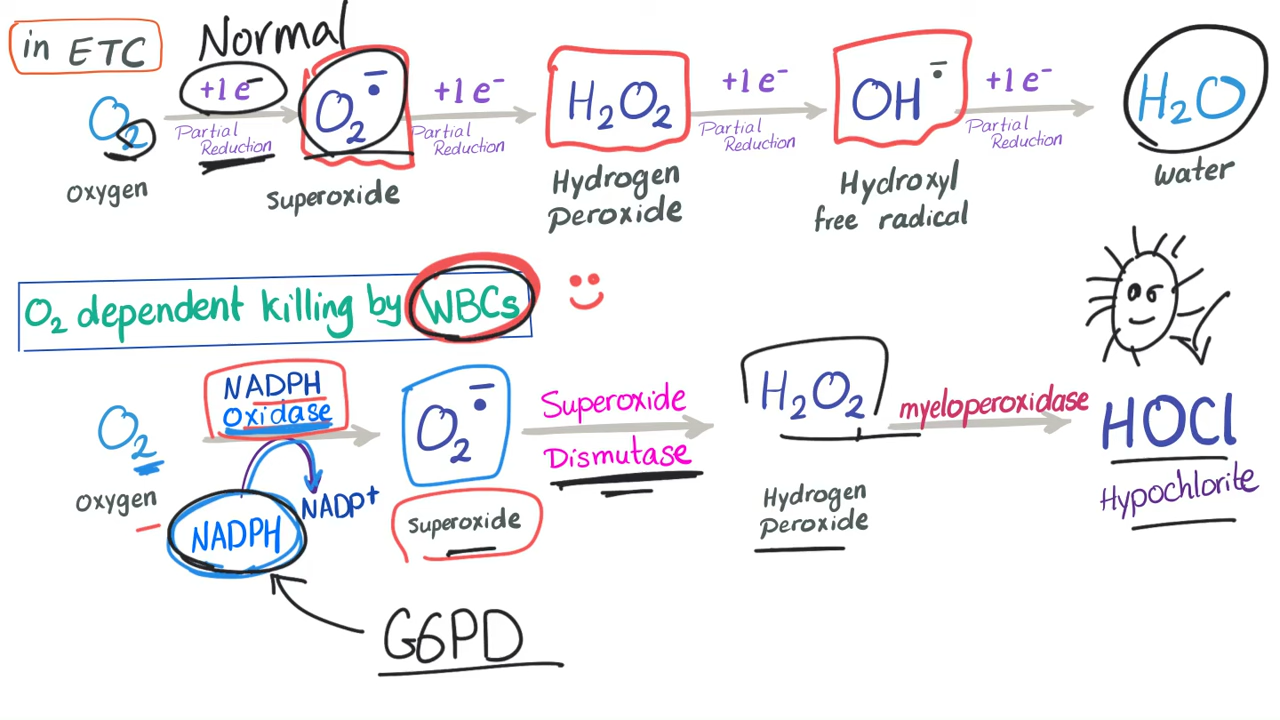 in ETC
Normal
O₂
+1e⁻
Partial
Reduction
O₂⁻•
+1e⁻
Partial
Reduction
H₂O₂
+1e⁻
Partial
Reduction
OH⁻•
+1e⁻
Partial
Reduction
H₂O
oxygen
superoxide
Hydrogen
peroxide
Hydroxyl
free radical
water
O₂ dependent killing by WBCs
O₂
NADPH
Oxidase
O₂⁻•
Superoxide
Dismutase
H₂O₂
myeloperoxidase
HOCl
oxygen
NADPH
NADP+
superoxide
Hydrogen
Peroxide
Hypochlorite
G6PD